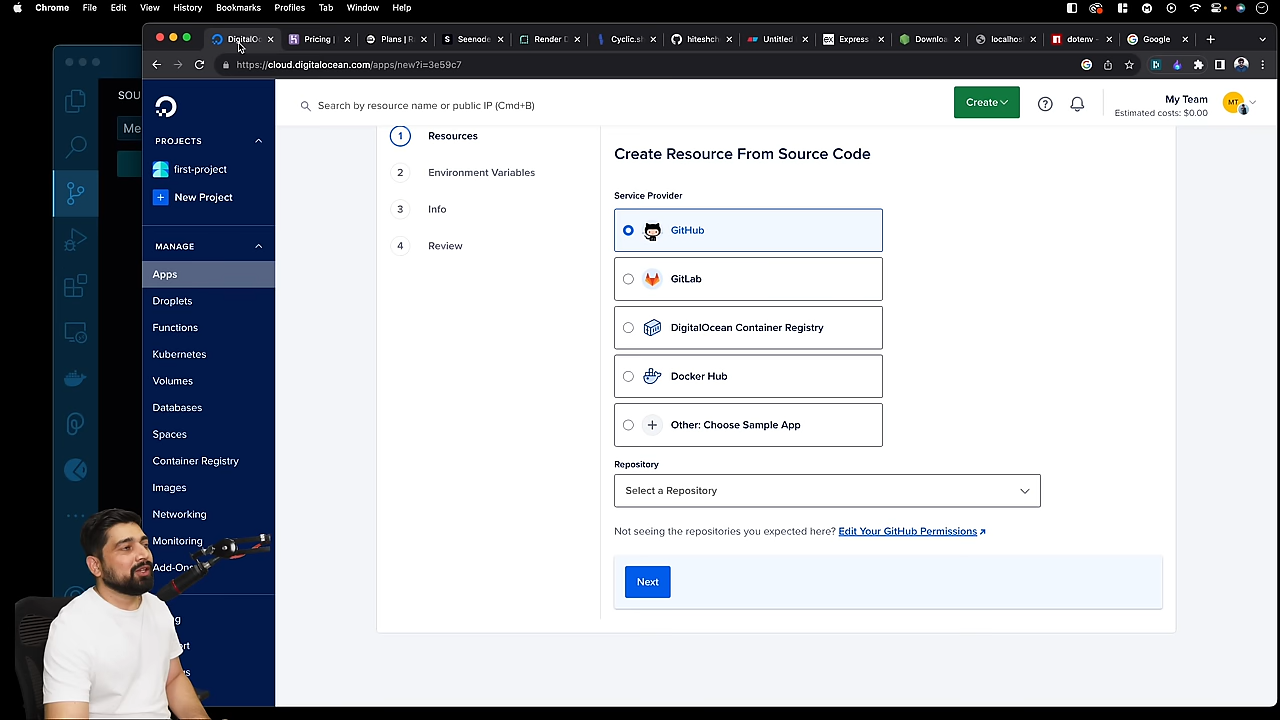 Chrome File Edit View History Bookmarks Profiles Tab Window Help
DigitalOc Pricing | Plans | R Seenode Render D Cyclic.sh hiteshch Untitled Express Downloa localhos dotenv - Google
https://cloud.digitalocean.com/apps/new?i=3e59c7
SOU
Me
Search by resource name or public IP (Cmd+B)
Create
My Team
Estimated costs: $0.00
MT
PROJECTS
first-project
New Project
MANAGE
Apps
Droplets
Functions
Kubernetes
Volumes
Databases
Spaces
Container Registry
Images
Networking
Monitoring
Add-Ons
1 Resources
2 Environment Variables
3 Info
4 Review
Create Resource From Source Code
Service Provider
GitHub
GitLab
DigitalOcean Container Registry
Docker Hub
Other: Choose Sample App
Repository
Select a Repository
Not seeing the repositories you expected here? Edit Your GitHub Permissions
Next